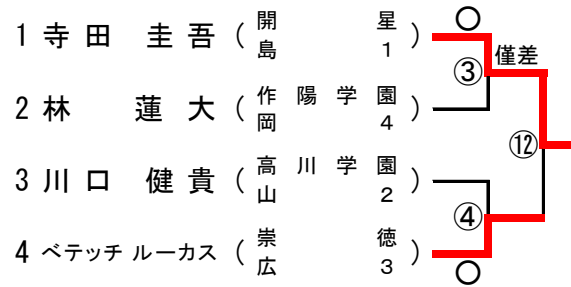 1 寺田 圭吾 (開星 島1) ○
③ 僅差
2 林 蓮大 (作陽学園 岡4)
⑫
3 川口 健貴 (高川学園 山2)
④
4 ベテッチ ルーカス (崇徳 広3) ○